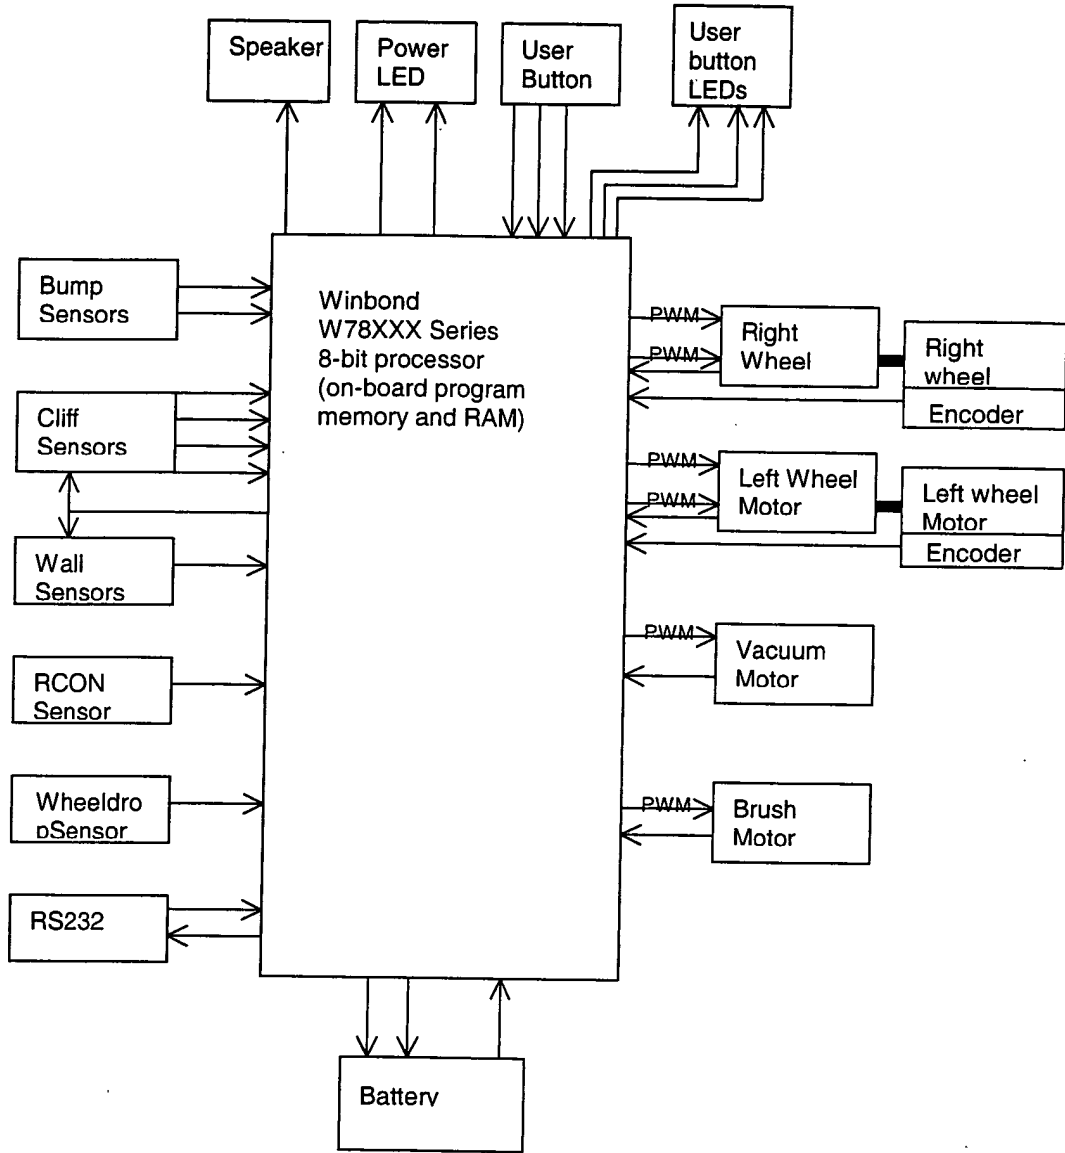 Speaker
Power
LED
User
Button
User
button
LEDs
Bump
Sensors
Winbond
W78XXX Series
8-bit processor
(on-board program
memory and RAM)
PWM
PWM
Right
Wheel
Right
wheel
Encoder
Cliff
Sensors
PWM
PWM
Left Wheel
Motor
Left wheel
Motor
Encoder
Wall
Sensors
PWM
Vacuum
Motor
RCON
Sensor
Wheeldro
pSensor
PWM
Brush
Motor
RS232
Battery